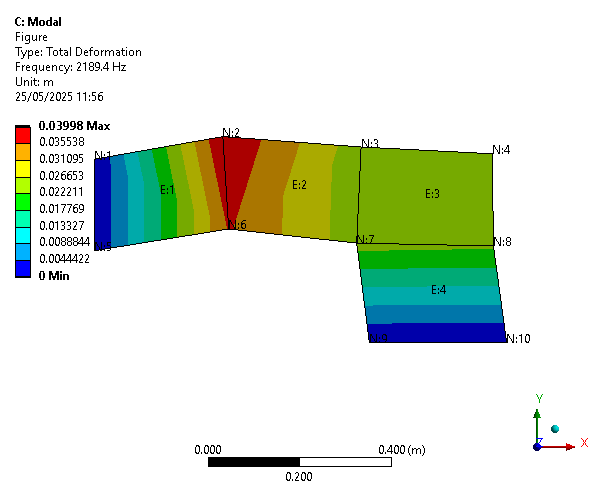 C: Modal
Figure
Type: Total Deformation
Frequency: 2189.4 Hz
Unit: m
25/05/2025 11:56
0.03998 Max
0.035538
0.031095
0.026653
0.022211
0.017769
0.013327
0.0088844
0.0044422
0 Min
N:1
N:2
N:3
N:4
E:1
E:2
E:3
N:6
N:7
N:8
E:4
N:10
0.000
0.400 (m)
0.200
Y
Z
X